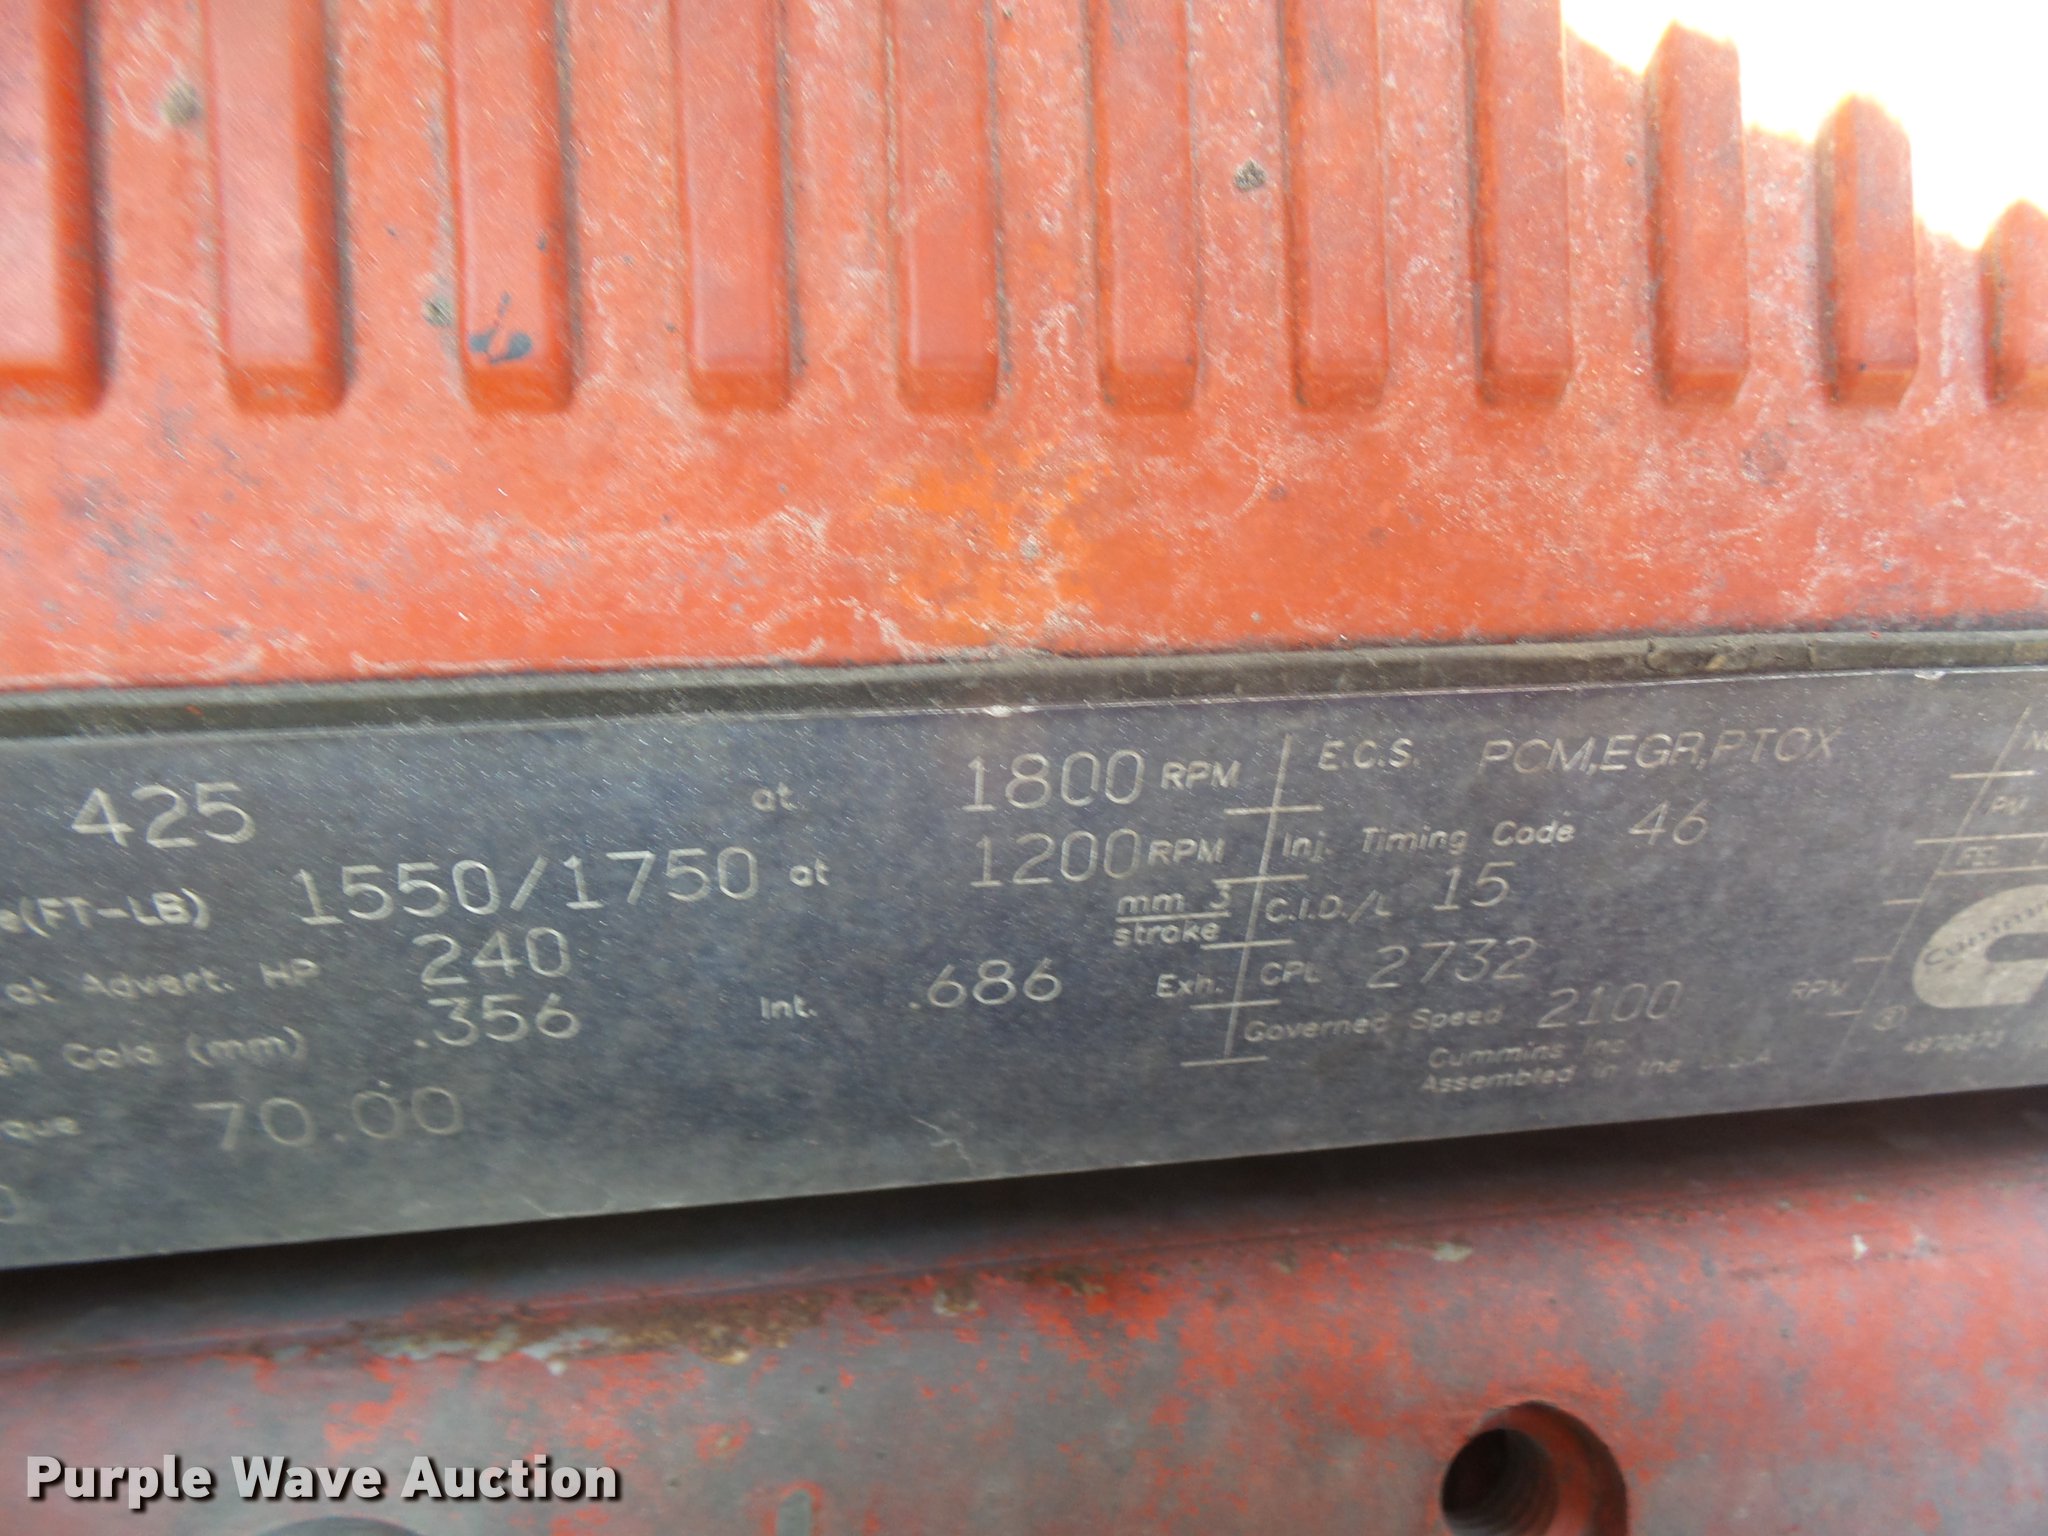 425 at 1800 RPM
(FT-LB) 1550/1750 at 1200 RPM
at Advert. HP 240 mm 3 stroke
Cold (mm) .356 Int. .686 Exh.
70.00
E.C.S. PCM,EGR,PTOX
Inj. Timing Code 46
C.I.D./L 15
CPL 2732
Governed Speed 2100 RPM
Cummins Inc
Assembled in the U.S.A
Cummins
Purple Wave Auction